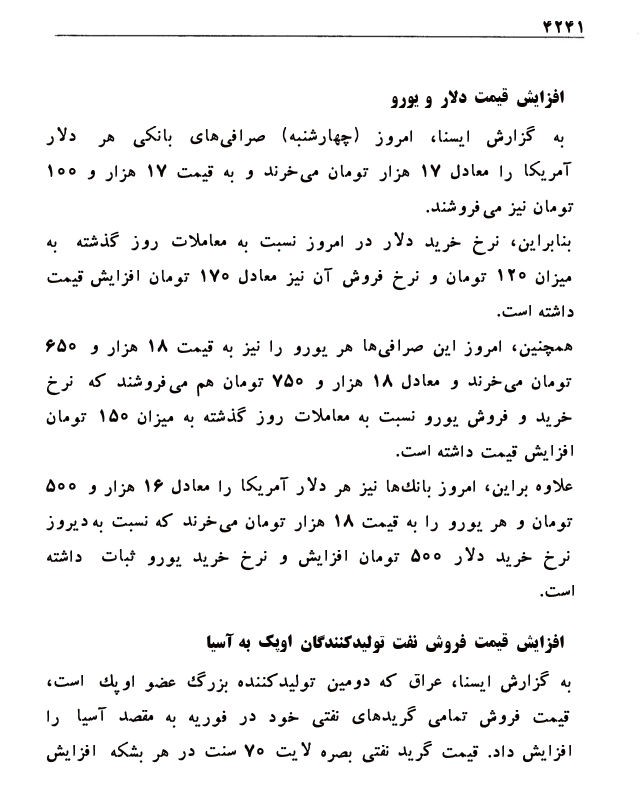 ۴۲۴۱
افزایش قیمت دلار و یورو
به گزارش ایسنا، امروز (چهارشنبه) صرافی‌های بانکی هر دلار
آمریکا را معادل ۱۷ هزار تومان می‌خرند و به قیمت ۱۷ هزار و ۱۰۰
تومان نیز می‌فروشند.
بنابراین، نرخ خرید دلار در امروز نسبت به معاملات روز گذشته به
میزان ۱۲۰ تومان و نرخ فروش آن نیز معادل ۱۷۰ تومان افزایش قیمت
داشته است.
همچنین، امروز این صرافی‌ها هر یورو را نیز به قیمت ۱۸ هزار و ۶۵۰
تومان می‌خرند و معادل ۱۸ هزار و ۷۵۰ تومان هم می‌فروشند که نرخ
خرید و فروش یورو نسبت به معاملات روز گذشته به میزان ۱۵۰ تومان
افزایش قیمت داشته است.
علاوه براین، امروز بانک‌ها نیز هر دلار آمریکا را معادل ۱۶ هزار و ۵۰۰
تومان و هر یورو را به قیمت ۱۸ هزار تومان می‌خرند که نسبت به دیروز
نرخ خرید دلار ۵۰۰ تومان افزایش و نرخ خرید یورو ثبات داشته
است.
افزایش قیمت فروش نفت تولیدکنندگان اوپک به آسیا
به گزارش ایسنا، عراق که دومین تولیدکننده بزرگ عضو اوپک است،
قیمت فروش تمامی گریدهای نفتی خود در فوریه به مقصد آسیا را
افزایش داد. قیمت گرید نفتی بصره لایت ۷۰ سنت در هر بشکه افزایش